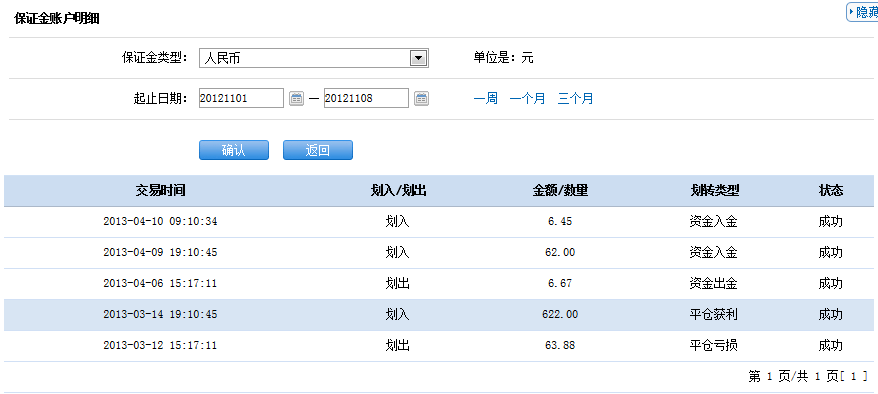 保证金账户明细
隐藏
保证金类型： 人民币 单位是：元
起止日期： 20121101 — 20121108 一周 一个月 三个月
确认 返回
交易时间 划入/划出 金额/数量 划转类型 状态
2013-04-10 09:10:34 划入 6.45 资金入金 成功
2013-04-09 19:10:45 划入 62.00 资金入金 成功
2013-04-06 15:17:11 划出 6.67 资金出金 成功
2013-03-14 19:10:45 划入 622.00 平仓获利 成功
2013-03-12 15:17:11 划出 63.88 平仓亏损 成功
第 1 页/共 1 页[ 1 ]